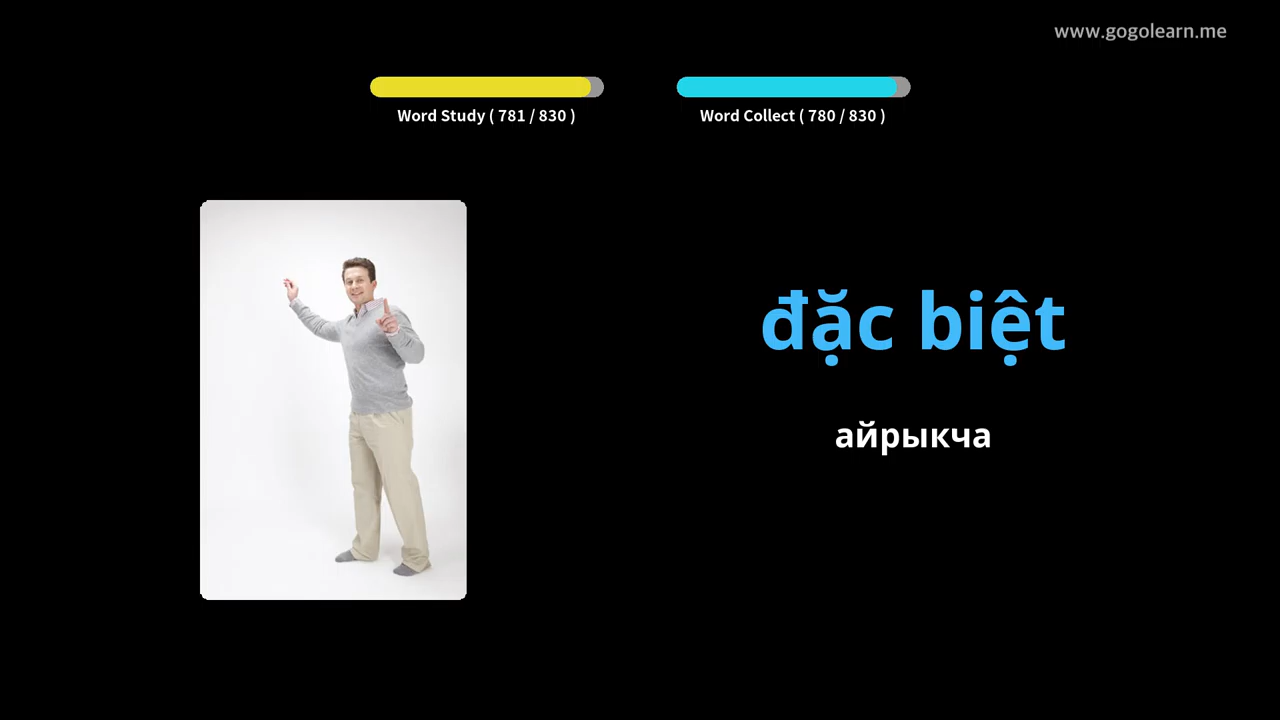 www.gogolearn.me
Word Study ( 781 / 830 )
Word Collect ( 780 / 830 )
đặc biệt
айрыкча